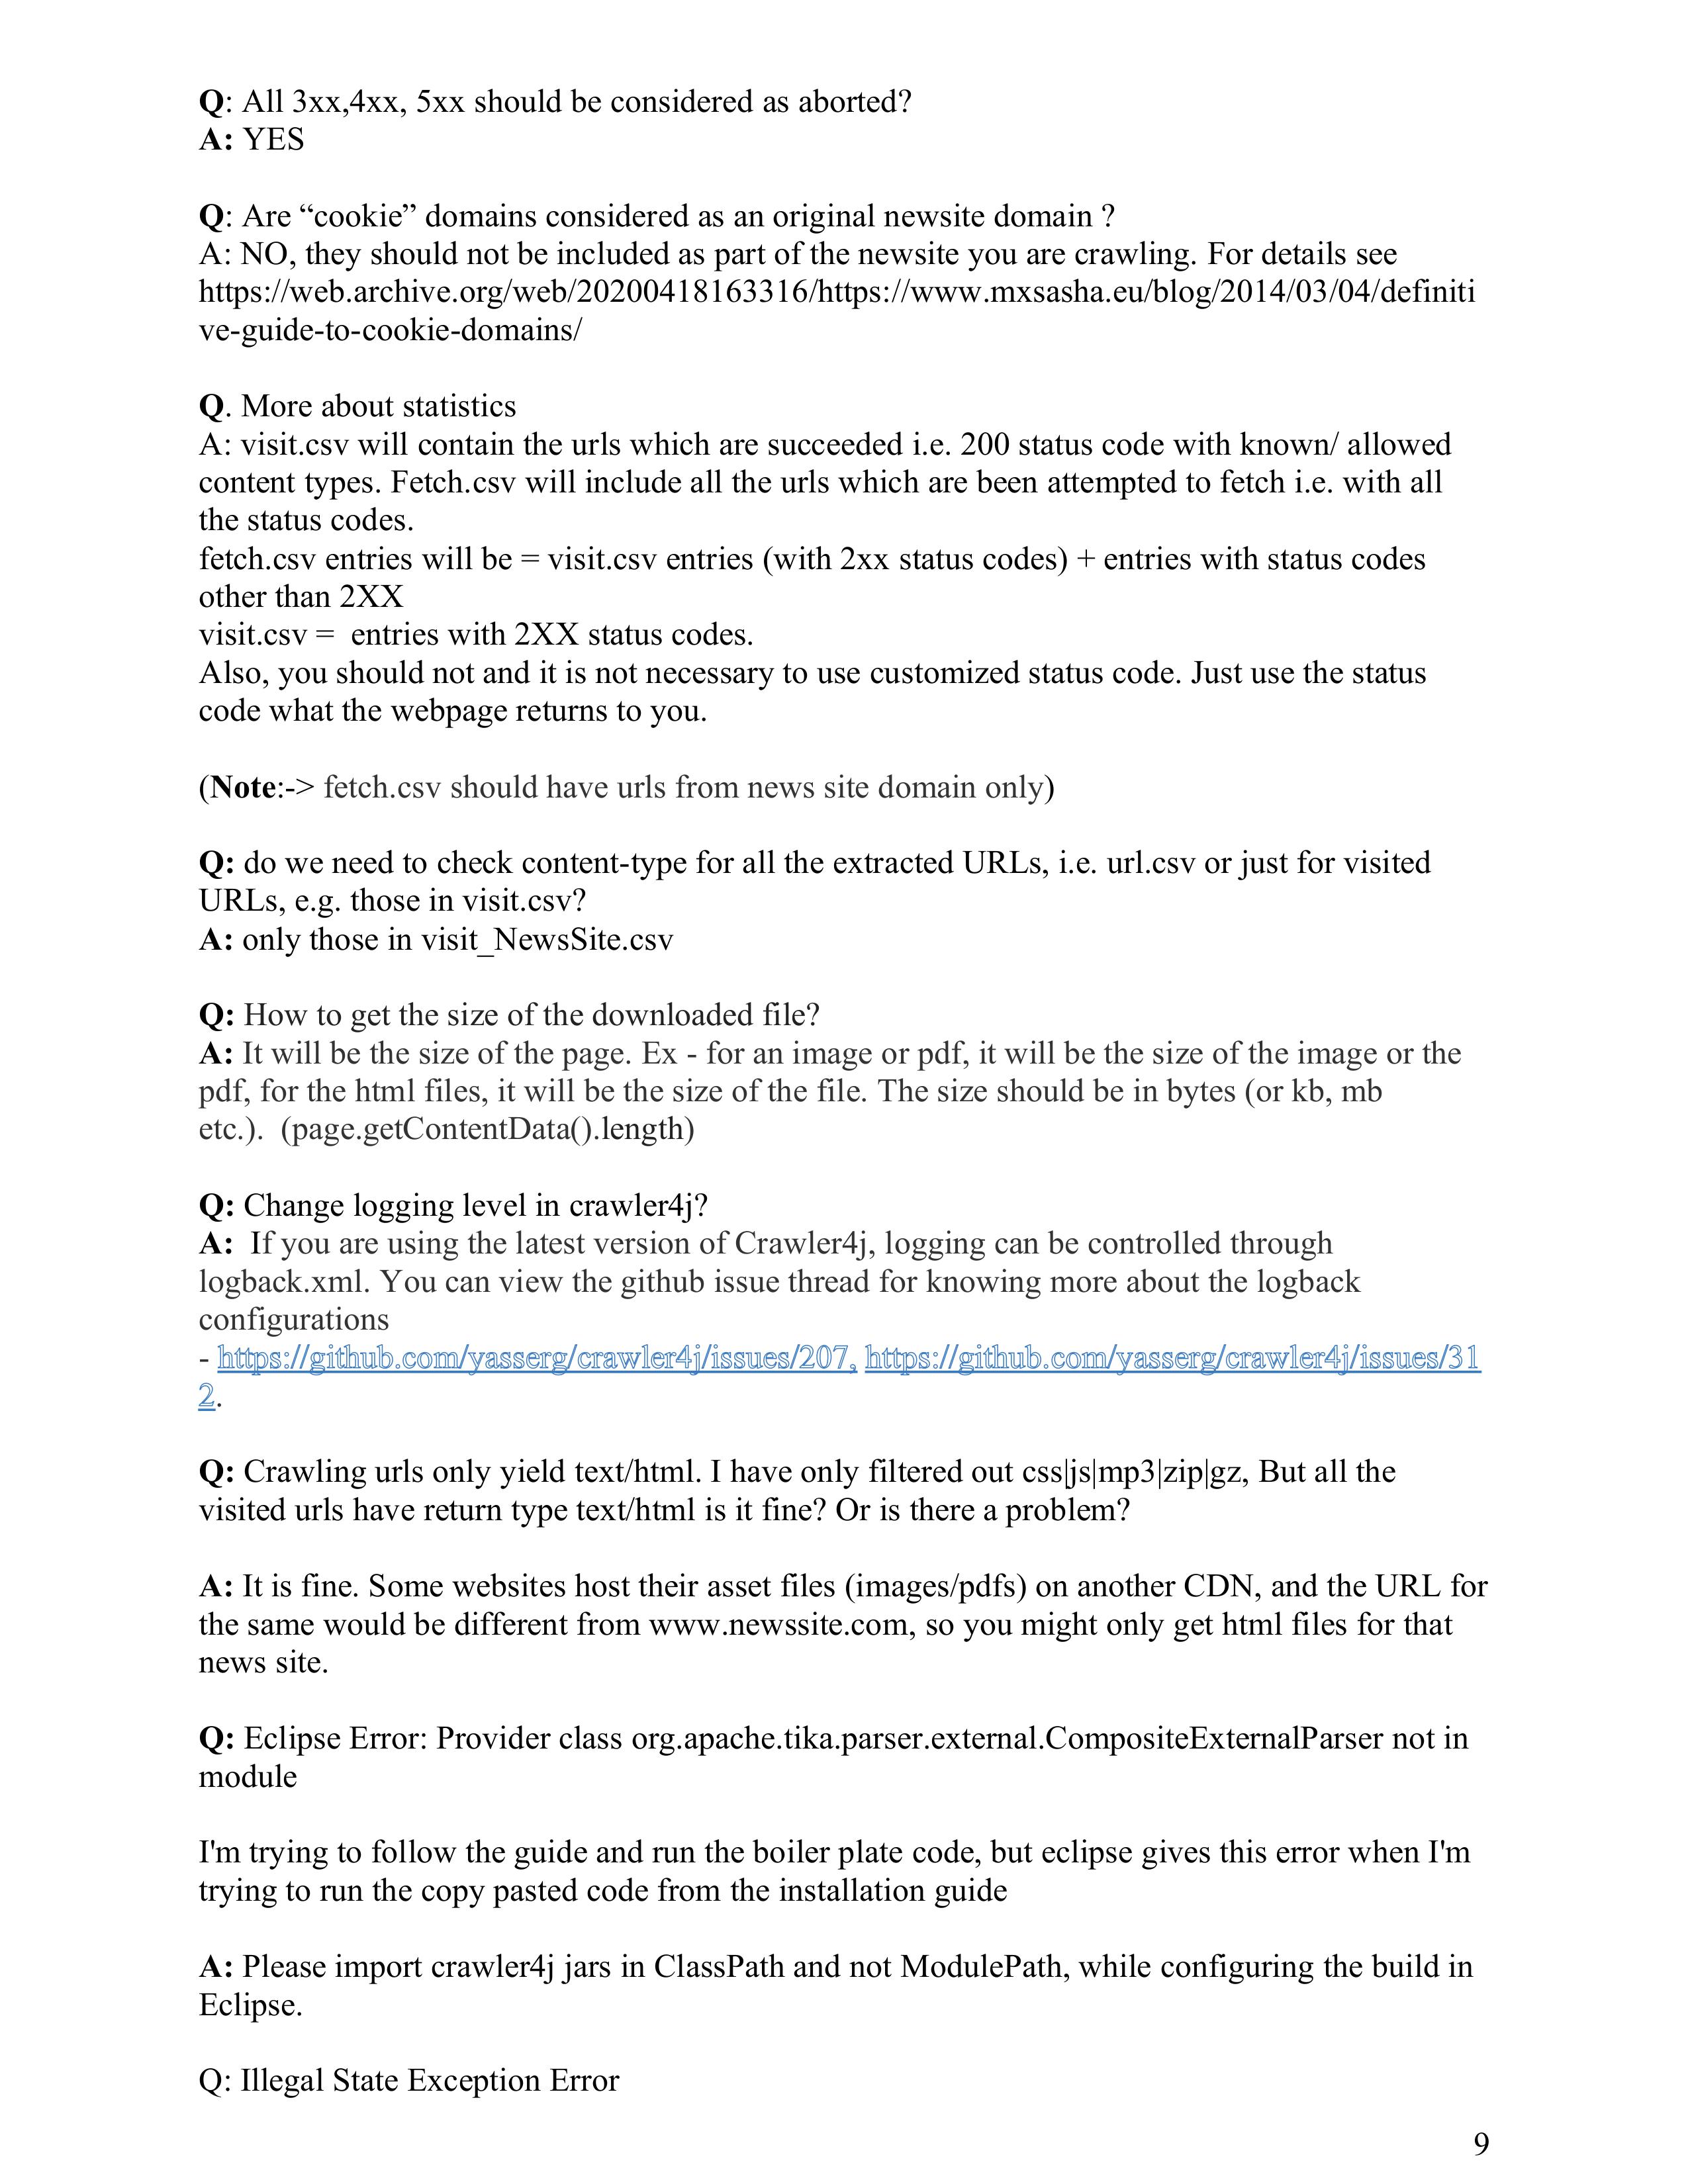 Q: All 3xx,4xx, 5xx should be considered as aborted?
A: YES
Q: Are “cookie” domains considered as an original newsite domain ?
A: NO, they should not be included as part of the newsite you are crawling. For details see
https://web.archive.org/web/20200418163316/https://www.mxsasha.eu/blog/2014/03/04/definiti
ve-guide-to-cookie-domains/
Q. More about statistics
A: visit.csv will contain the urls which are succeeded i.e. 200 status code with known/ allowed
content types. Fetch.csv will include all the urls which are been attempted to fetch i.e. with all
the status codes.
fetch.csv entries will be = visit.csv entries (with 2xx status codes) + entries with status codes
other than 2XX
visit.csv =  entries with 2XX status codes.
Also, you should not and it is not necessary to use customized status code. Just use the status
code what the webpage returns to you.
(Note:-> fetch.csv should have urls from news site domain only)
Q: do we need to check content-type for all the extracted URLs, i.e. url.csv or just for visited
URLs, e.g. those in visit.csv?
A: only those in visit_NewsSite.csv
Q: How to get the size of the downloaded file?
A: It will be the size of the page. Ex - for an image or pdf, it will be the size of the image or the
pdf, for the html files, it will be the size of the file. The size should be in bytes (or kb, mb
etc.).  (page.getContentData().length)
Q: Change logging level in crawler4j?
A:  If you are using the latest version of Crawler4j, logging can be controlled through
logback.xml. You can view the github issue thread for knowing more about the logback
configurations
- https://github.com/yasserg/crawler4j/issues/207, https://github.com/yasserg/crawler4j/issues/31
2.
Q: Crawling urls only yield text/html. I have only filtered out css|js|mp3|zip|gz, But all the
visited urls have return type text/html is it fine? Or is there a problem?
A: It is fine. Some websites host their asset files (images/pdfs) on another CDN, and the URL for
the same would be different from www.newssite.com, so you might only get html files for that
news site.
Q: Eclipse Error: Provider class org.apache.tika.parser.external.CompositeExternalParser not in
module
I'm trying to follow the guide and run the boiler plate code, but eclipse gives this error when I'm
trying to run the copy pasted code from the installation guide
A: Please import crawler4j jars in ClassPath and not ModulePath, while configuring the build in
Eclipse.
Q: Illegal State Exception Error
9